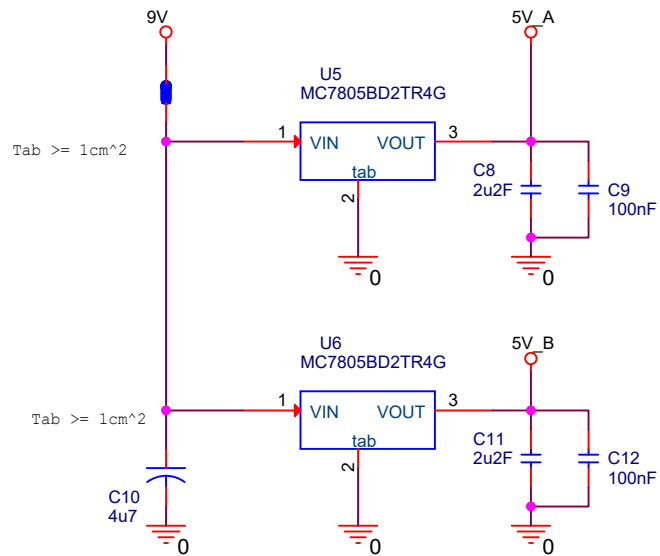 9V
5V_A
U5
MC7805BD2TR4G
Tab >= 1cm^2
1
VIN
VOUT
3
tab
2
C8
2u2F
C9
100nF
0
0
U6
MC7805BD2TR4G
5V_B
Tab >= 1cm^2
1
VIN
VOUT
3
tab
2
C11
2u2F
C12
100nF
C10
4u7
0
0
0